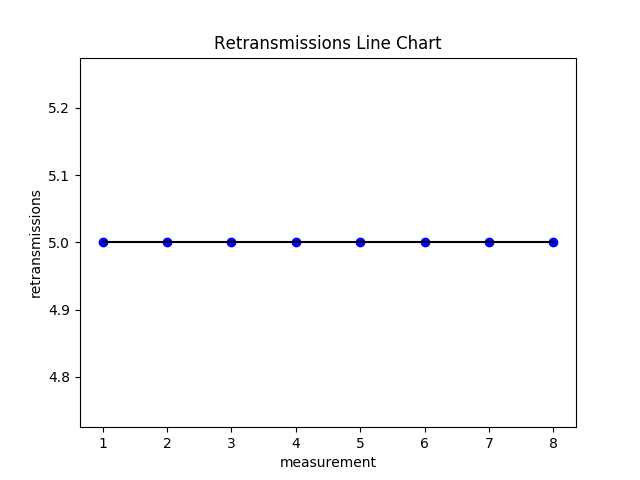 Retransmissions Line Chart
5.2
5.1
5.0
4.9
4.8
retransmissions
1 2 3 4 5 6 7 8
measurement